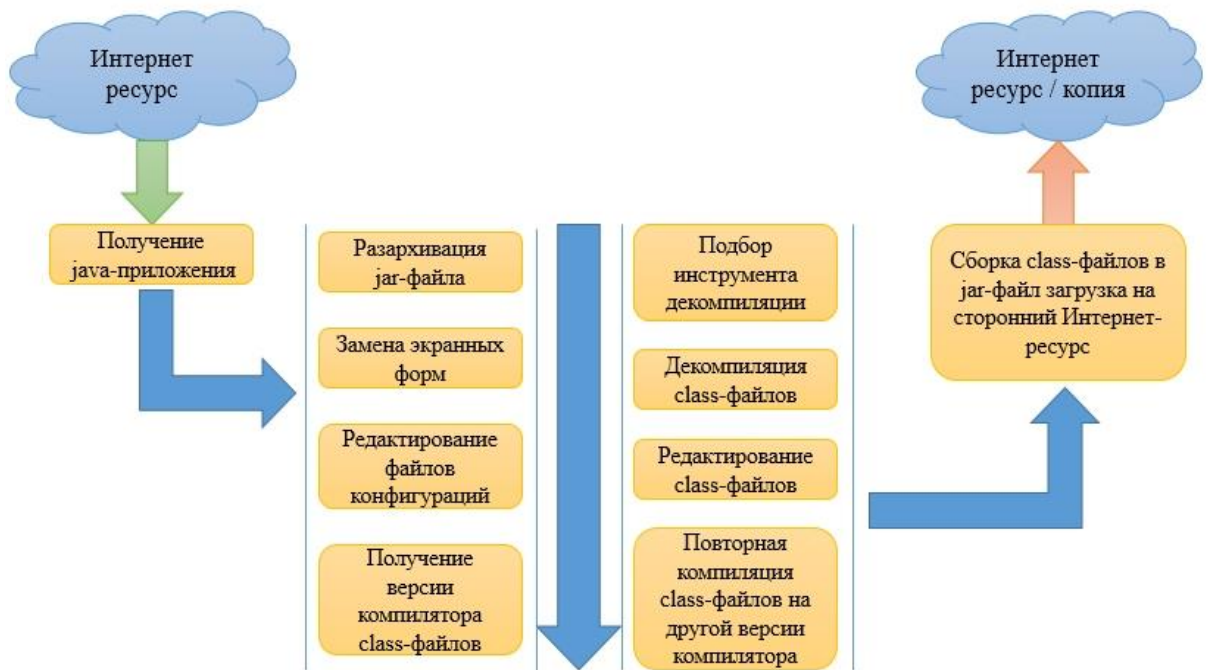 Интернет
ресурс
Получение
java-приложения
Разархивация
jar-файла
Замена экранных
форм
Редактирование
файлов
конфигураций
Получение
версии
компилятора
class-файлов
Подбор
инструмента
декомпиляции
Декомпиляция
class-файлов
Редактирование
class-файлов
Повторная
компиляция
class-файлов на
другой версии
компилятора
Сборка class-файлов в
jar-файл загрузка на
сторонний Интернет-
ресурс
Интернет
ресурс / копия